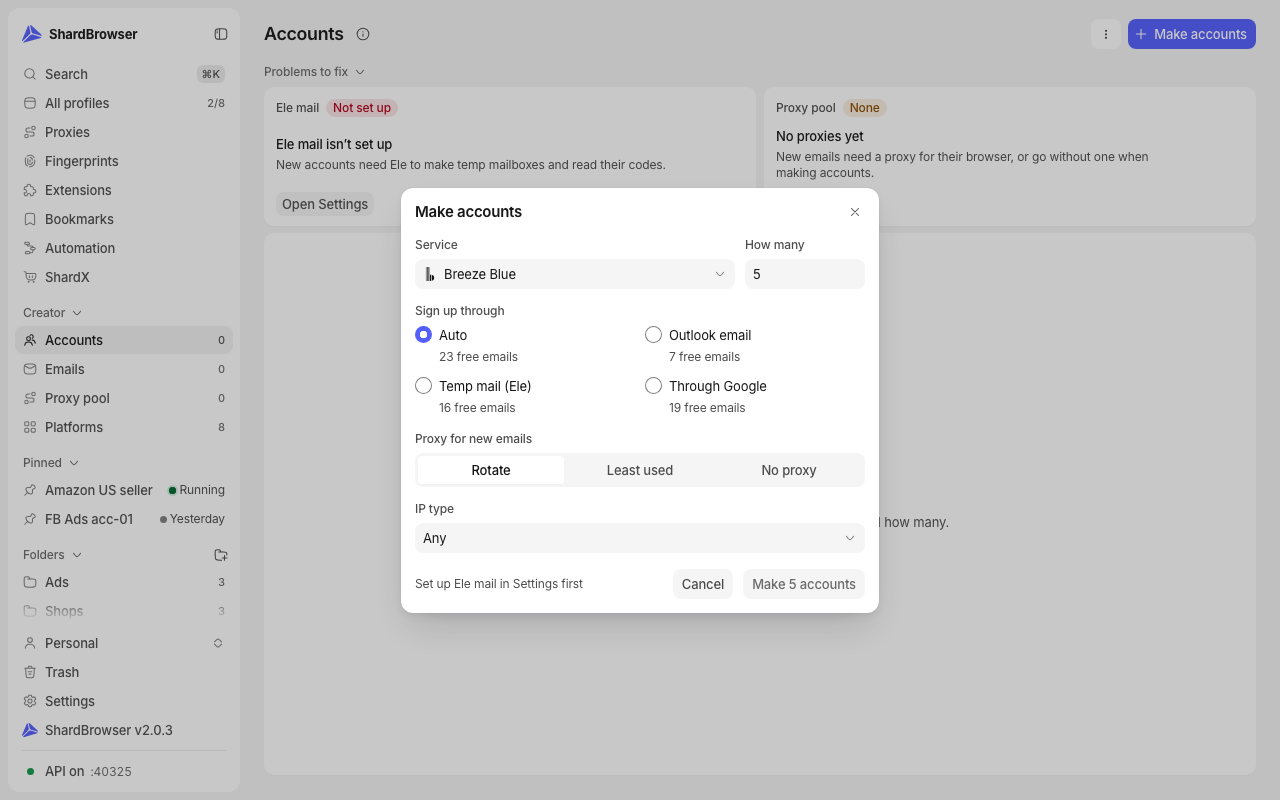 ShardBrowser
Search
⌘K
All profiles
2/8
Proxies
Fingerprints
Extensions
Bookmarks
Automation
ShardX
Creator
Accounts
0
Emails
0
Proxy pool
0
Platforms
8
Pinned
Amazon US seller
Running
FB Ads acc-01
Yesterday
Folders
Ads
3
Shops
3
Personal
Trash
Settings
ShardBrowser v2.0.3
API on :40325
Accounts
Make accounts
Problems to fix
Ele mail
Not set up
Ele mail isn’t set up
New accounts need Ele to make temp mailboxes and read their codes.
Open Settings
Proxy pool
None
No proxies yet
New emails need a proxy for their browser, or go without one when
making accounts.
how many.
Make accounts
Service
How many
Breeze Blue
5
Sign up through
Auto
23 free emails
Outlook email
7 free emails
Temp mail (Ele)
16 free emails
Through Google
19 free emails
Proxy for new emails
Rotate
Least used
No proxy
IP type
Any
Set up Ele mail in Settings first
Cancel
Make 5 accounts